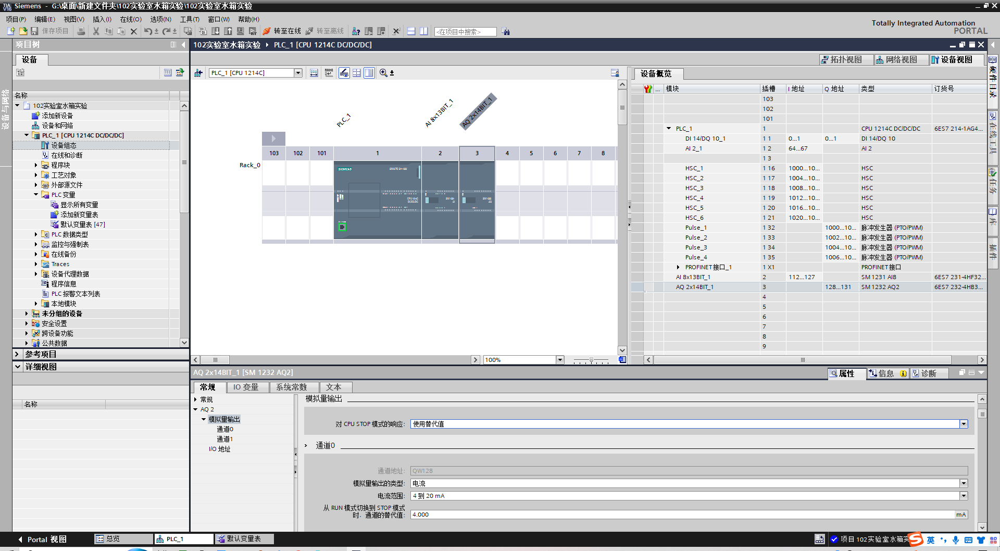 Siemens - G:\桌面\新建文件夹\102实验室水箱实验\102实验室水箱实验
项目(P) 编辑(E) 视图(V) 插入(I) 在线(O) 选项(N) 工具(T) 窗口(W) 帮助(H)
Totally Integrated Automation
PORTAL
保存项目 转至在线 转至离线 <在项目中搜索>
项目树
102实验室水箱实验 PLC_1 [CPU 1214C DC/DC/DC]
设备
拓扑视图 网络视图 设备视图
设备与网络
名称
102实验室水箱实验
添加新设备
设备和网络
PLC_1 [CPU 1214C DC/DC/DC]
设备组态
在线和诊断
程序块
工艺对象
外部源文件
PLC 变量
显示所有变量
添加新变量表
默认变量表 [47]
PLC 数据类型
监控与强制表
在线备份
Traces
设备代理数据
程序信息
PLC 报警文本列表
本地模块
未分组的设备
安全设置
跨设备功能
公共数据
参考项目
详细视图
名称
PLC_1 [CPU 1214C]
PLC_1
AI 8x13BIT_1
AQ 2x14BIT_1
103 102 101 1 2 3 4 5 6 7 8
Rack_0
SIEMENS
100%
设备概览
... 模块 插槽 I 地址 Q 地址 类型 订货号
103
102
101
PLC_1 1 CPU 1214C DC/DC/DC 6ES7 214-1AG4...
DI 14/DQ 10_1 1 1 0...1 0...1 DI 14/DQ 10
AI 2_1 1 2 64...67 AI 2
1 3
HSC_1 1 16 1000...10... HSC
HSC_2 1 17 1004...10... HSC
HSC_3 1 18 1008...10... HSC
HSC_4 1 19 1012...10... HSC
HSC_5 1 20 1016...10... HSC
HSC_6 1 21 1020...10... HSC
Pulse_1 1 32 1000...10... 脉冲发生器 (PTO/PWM)
Pulse_2 1 33 1002...10... 脉冲发生器 (PTO/PWM)
Pulse_3 1 34 1004...10... 脉冲发生器 (PTO/PWM)
Pulse_4 1 35 1006...10... 脉冲发生器 (PTO/PWM)
PROFINET接口_1 1 X1 PROFINET接口
AI 8x13BIT_1 2 112...127 SM 1231 AI8 6ES7 231-4HF32...
AQ 2x14BIT_1 3 128...131 SM 1232 AQ2 6ES7 232-4HB3...
4
5
6
7
8
9
硬件目录
在线工具
任务
库
插件
AQ 2x14BIT_1 [SM 1232 AQ2]
属性 信息 诊断
常规 IO 变量 系统常数 文本
常规
AQ 2
模拟量输出
通道0
通道1
I/O 地址
模拟量输出
对 CPU STOP 模式的响应: 使用替代值
通道0
通道地址: QW128
模拟量输出的类型: 电流
电流范围: 4 到 20 mA
从 RUN 模式切换到 STOP 模式
时，通道的替代值: 4.000 mA
Portal 视图 总览 PLC_1 默认变量表 项目 102实验室水箱实 英